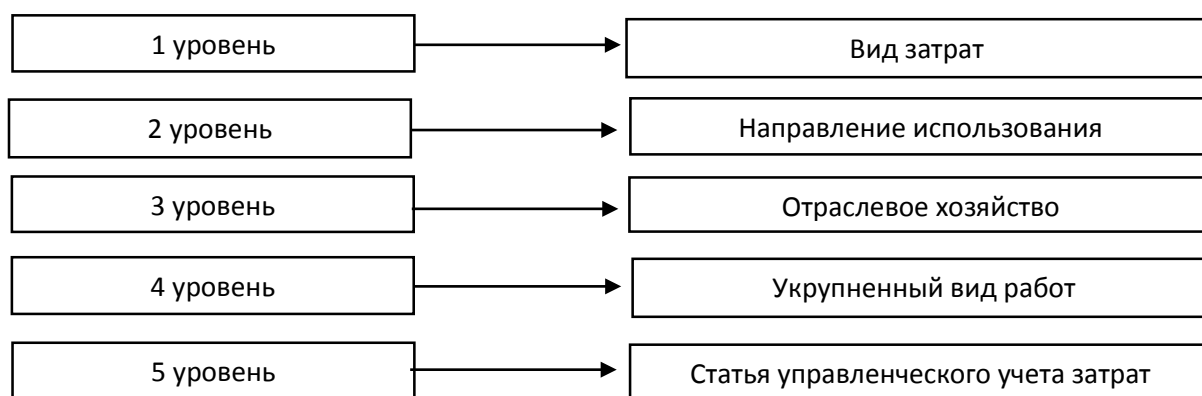 1 уровень
Вид затрат
2 уровень
Направление использования
3 уровень
Отраслевое хозяйство
4 уровень
Укрупненный вид работ
5 уровень
Статья управленческого учета затрат